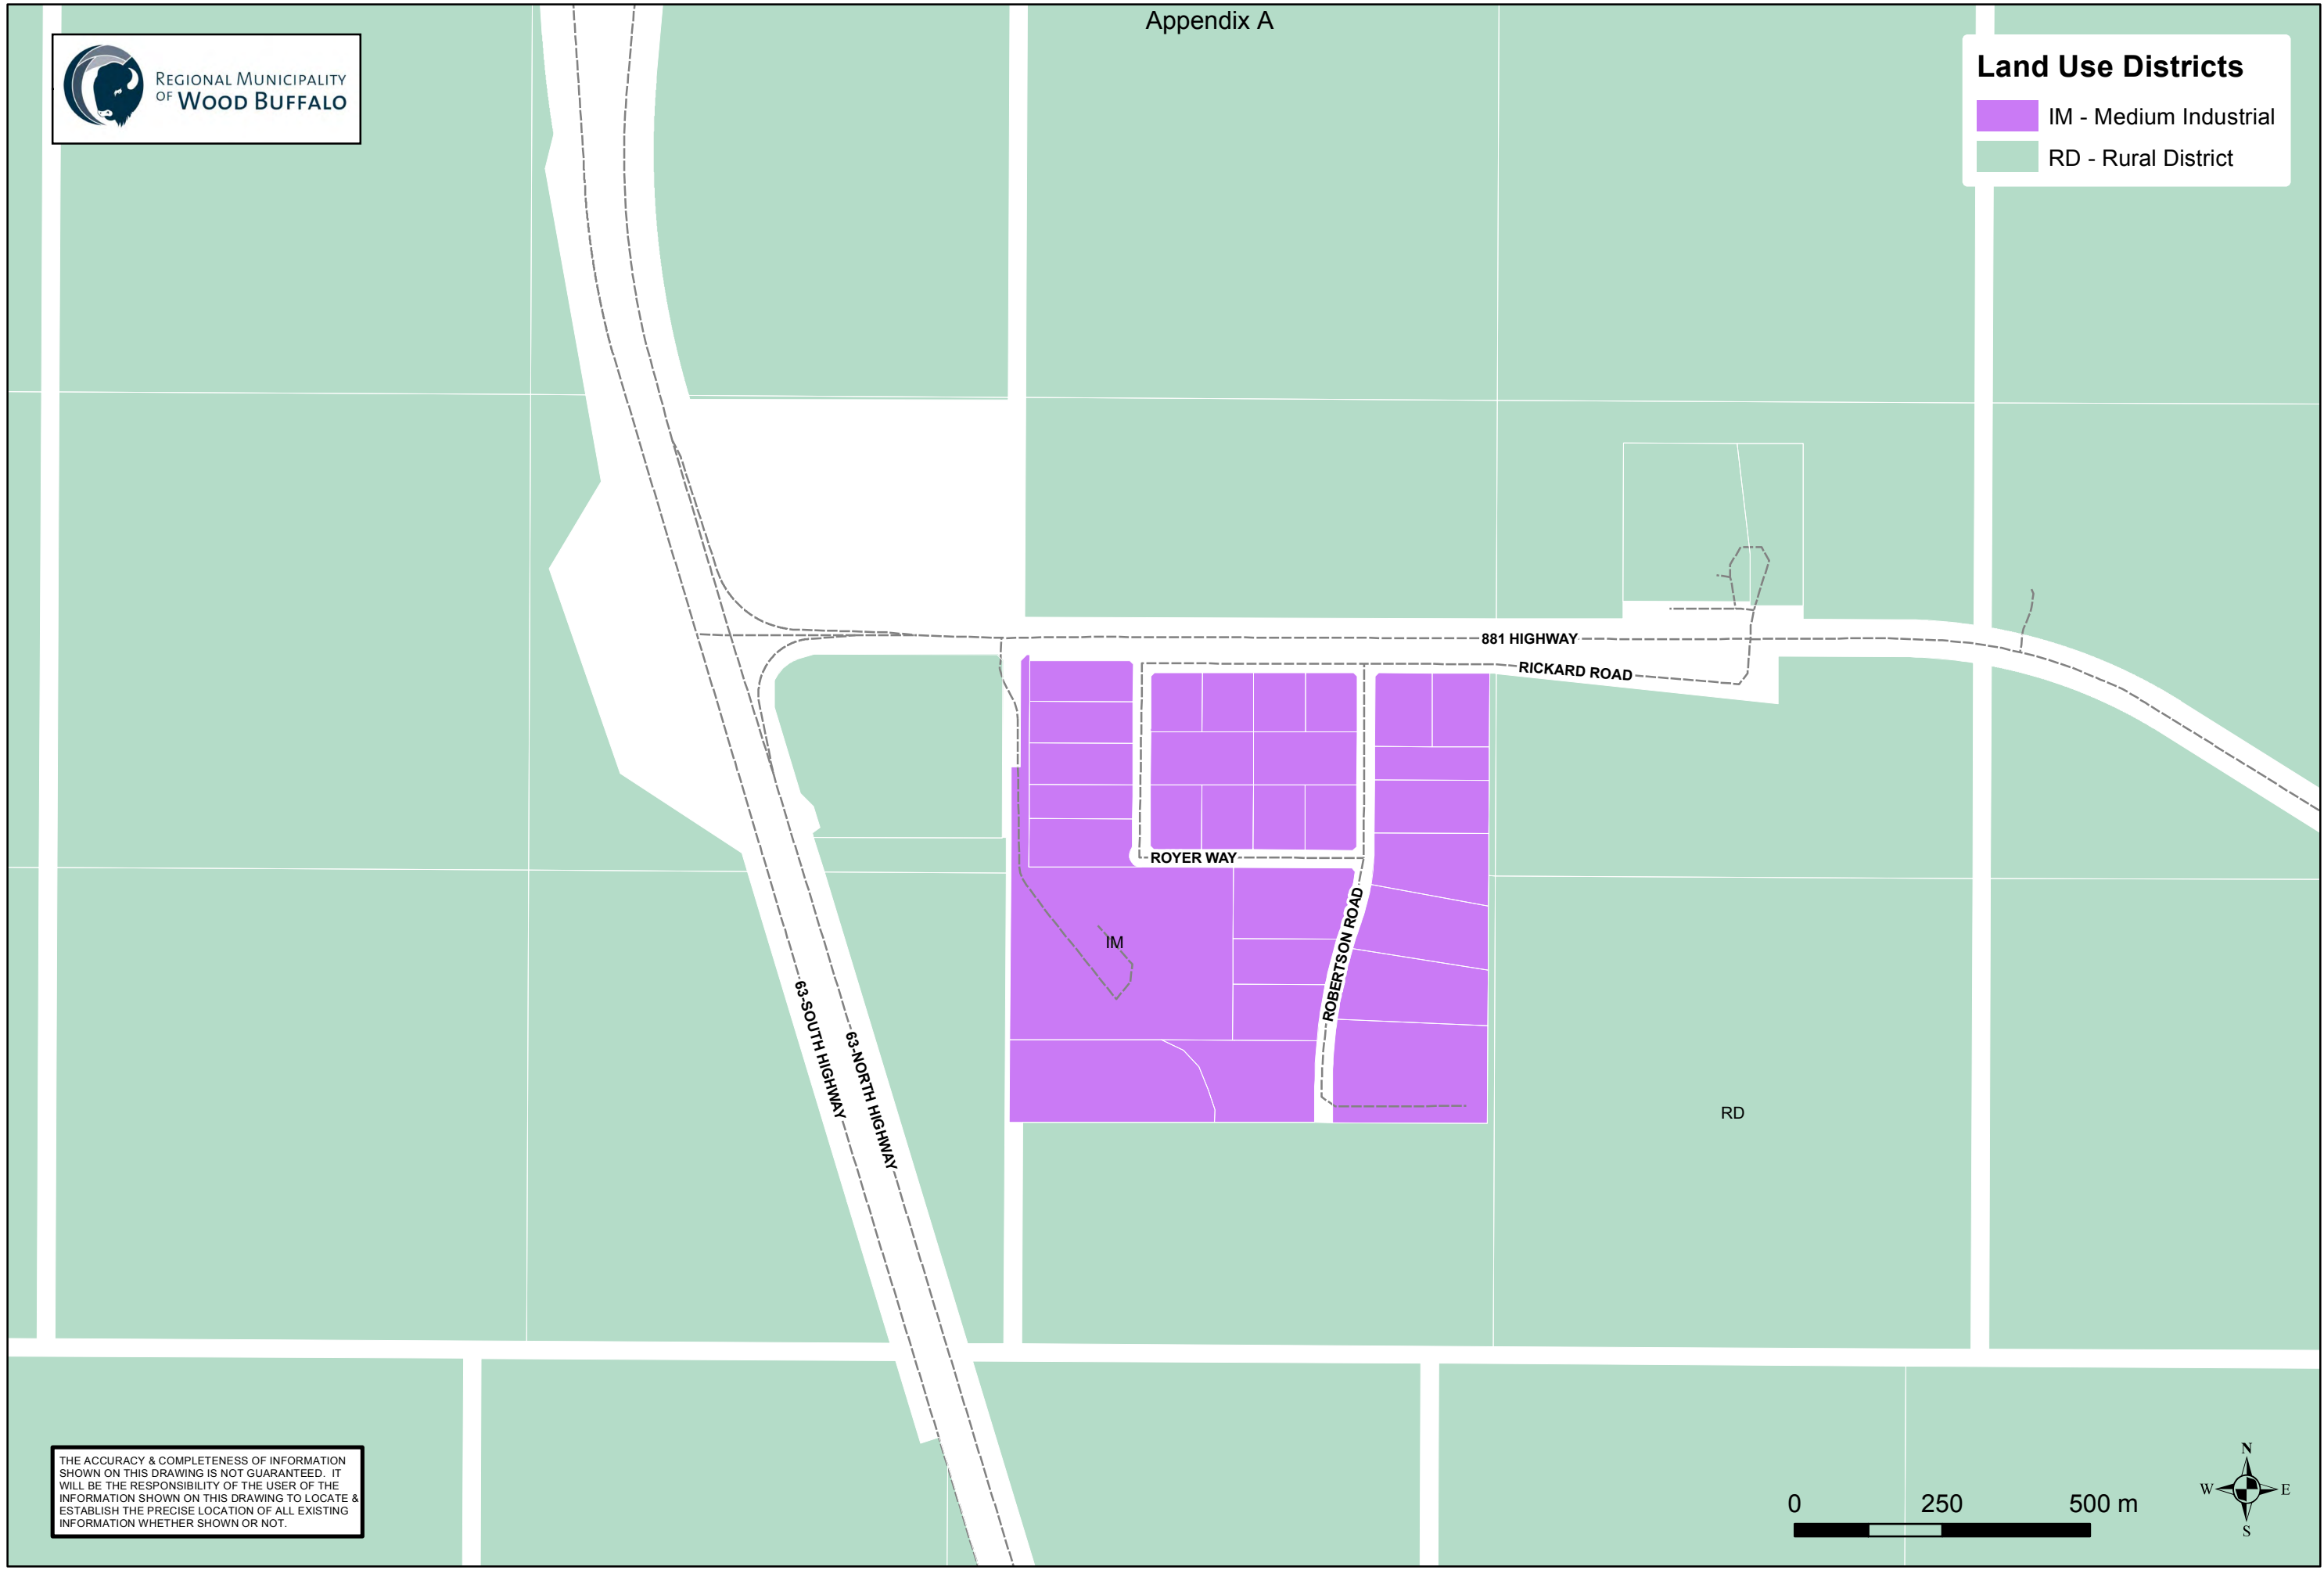 Appendix A
REGIONAL MUNICIPALITY
OF WOOD BUFFALO
Land Use Districts
IM - Medium Industrial
RD - Rural District
881 HIGHWAY
RICKARD ROAD
ROYER WAY
ROBERTSON ROAD
IM
63-SOUTH HIGHWAY
63-NORTH HIGHWAY
RD
THE ACCURACY & COMPLETENESS OF INFORMATION
SHOWN ON THIS DRAWING IS NOT GUARANTEED. IT
WILL BE THE RESPONSIBILITY OF THE USER OF THE
INFORMATION SHOWN ON THIS DRAWING TO LOCATE &
ESTABLISH THE PRECISE LOCATION OF ALL EXISTING
INFORMATION WHETHER SHOWN OR NOT.
0 250 500 m
N
W E
S